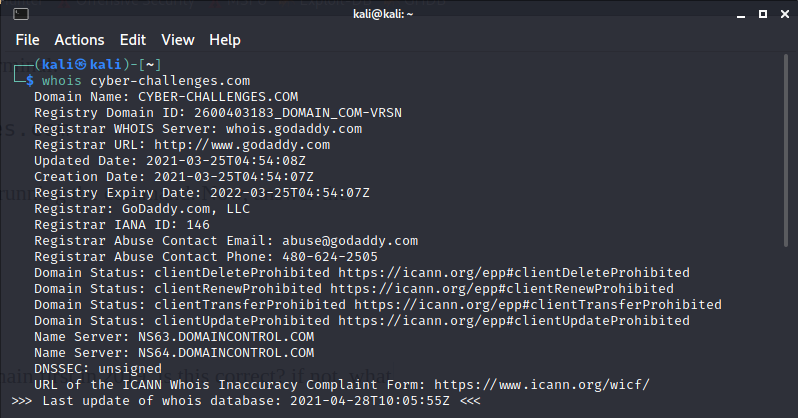 kali@kali: ~
File Actions Edit View Help
(kali㉿kali)-[~]
$ whois cyber-challenges.com
Domain Name: CYBER-CHALLENGES.COM
Registry Domain ID: 2600403183_DOMAIN_COM-VRSN
Registrar WHOIS Server: whois.godaddy.com
Registrar URL: http://www.godaddy.com
Updated Date: 2021-03-25T04:54:08Z
Creation Date: 2021-03-25T04:54:07Z
Registry Expiry Date: 2022-03-25T04:54:07Z
Registrar: GoDaddy.com, LLC
Registrar IANA ID: 146
Registrar Abuse Contact Email: abuse@godaddy.com
Registrar Abuse Contact Phone: 480-624-2505
Domain Status: clientDeleteProhibited https://icann.org/epp#clientDeleteProhibited
Domain Status: clientRenewProhibited https://icann.org/epp#clientRenewProhibited
Domain Status: clientTransferProhibited https://icann.org/epp#clientTransferProhibited
Domain Status: clientUpdateProhibited https://icann.org/epp#clientUpdateProhibited
Name Server: NS63.DOMAINCONTROL.COM
Name Server: NS64.DOMAINCONTROL.COM
DNSSEC: unsigned
URL of the ICANN Whois Inaccuracy Complaint Form: https://www.icann.org/wicf/
>>> Last update of whois database: 2021-04-28T10:05:55Z <<<